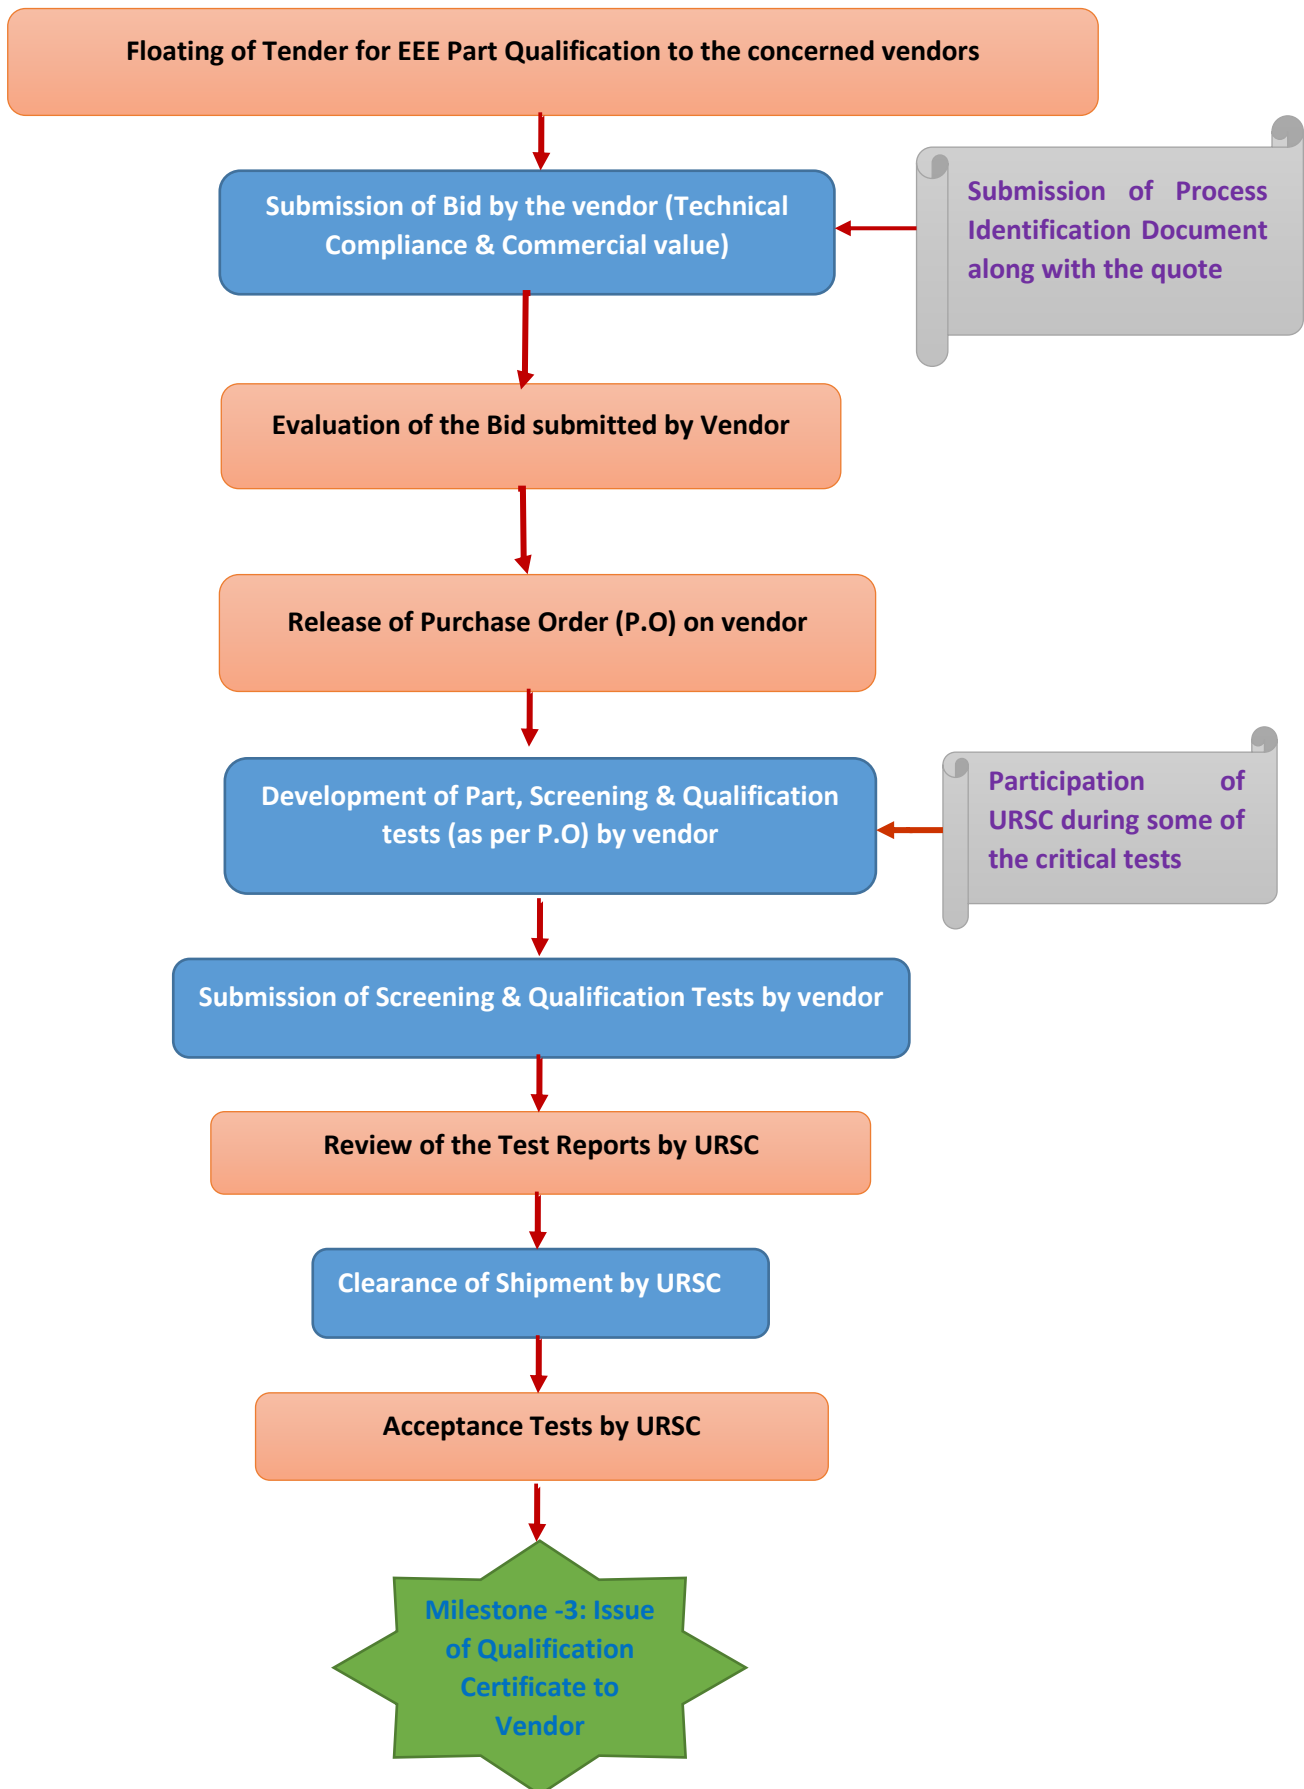 Floating of Tender for EEE Part Qualification to the concerned vendors
Submission of Bid by the vendor (Technical
Compliance & Commercial value)
Submission of Process
Identification Document
along with the quote
Evaluation of the Bid submitted by Vendor
Release of Purchase Order (P.O) on vendor
Development of Part, Screening & Qualification
tests (as per P.O) by vendor
Participation of
URSC during some of
the critical tests
Submission of Screening & Qualification Tests by vendor
Review of the Test Reports by URSC
Clearance of Shipment by URSC
Acceptance Tests by URSC
Milestone -3: Issue
of Qualification
Certificate to
Vendor